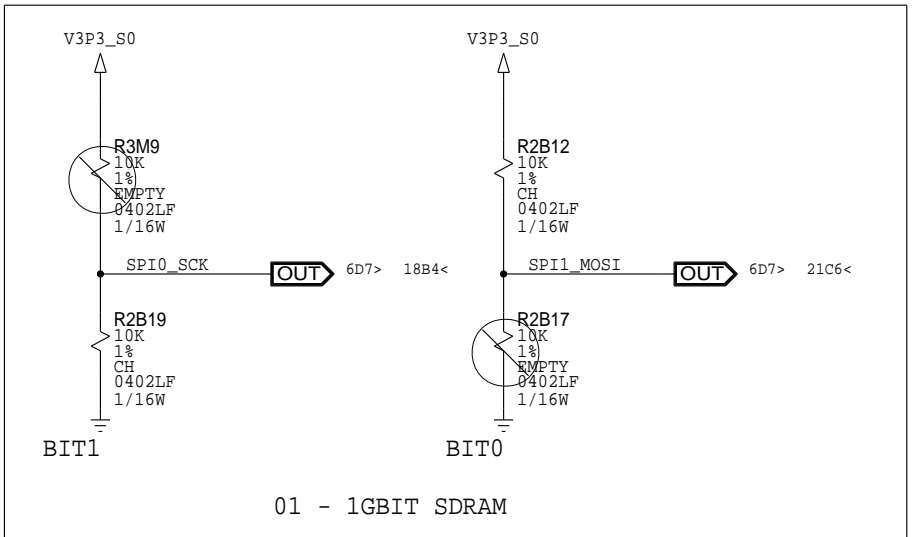 V3P3_S0
R3M9
10K
1%
EMPTY
0402LF
1/16W
SPI0_SCK
OUT
6D7>
18B4<
R2B19
10K
1%
CH
0402LF
1/16W
BIT1
V3P3_S0
R2B12
10K
1%
CH
0402LF
1/16W
SPI1_MOSI
OUT
6D7>
21C6<
R2B17
10K
1%
EMPTY
0402LF
1/16W
BIT0
01 - 1GBIT SDRAM